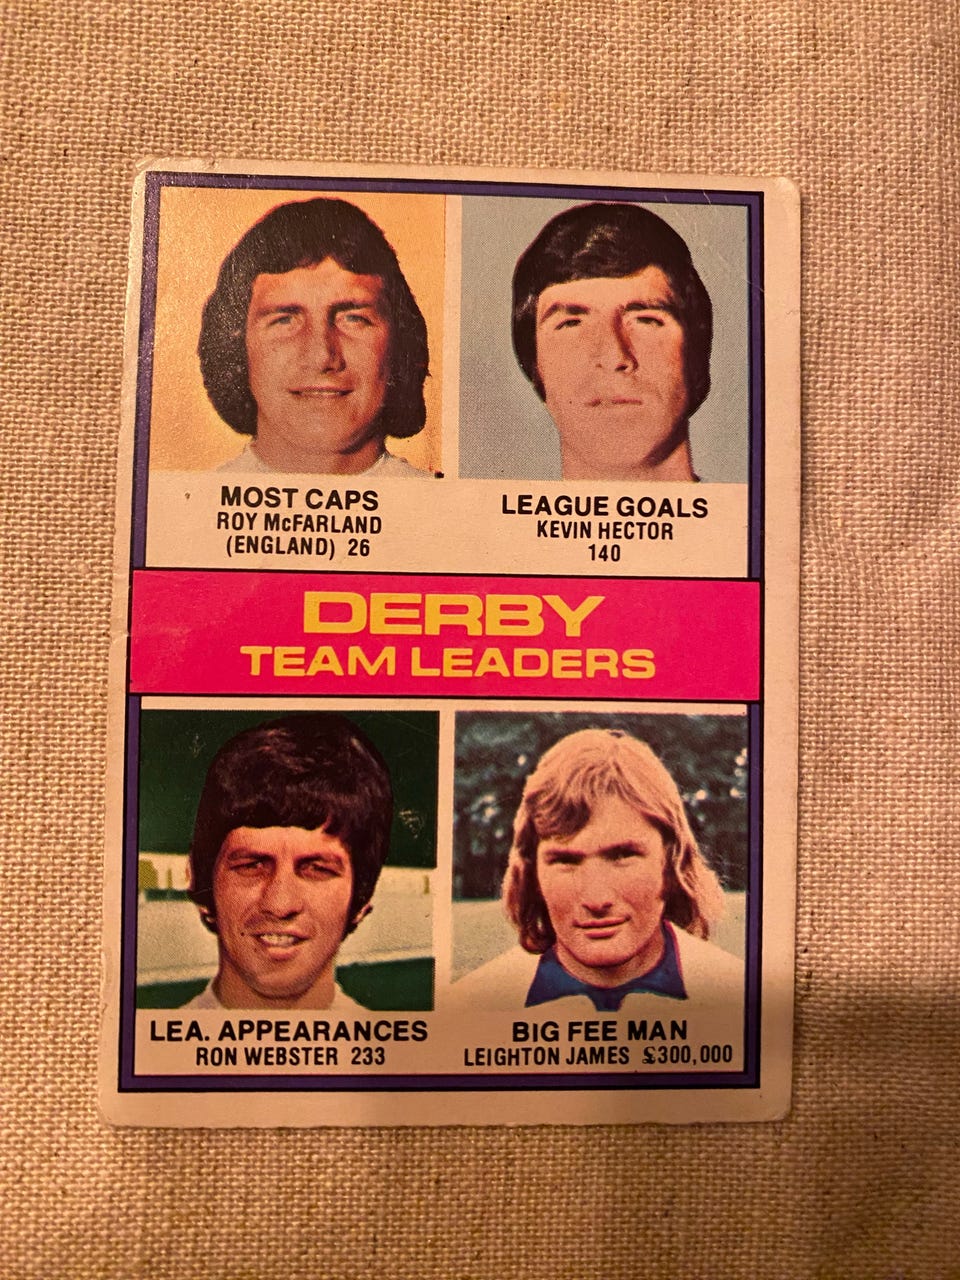 MOST CAPS
ROY McFARLAND
(ENGLAND) 26
LEAGUE GOALS
KEVIN HECTOR
140
DERBY
TEAM LEADERS
LEA. APPEARANCES
RON WEBSTER 233
BIG FEE MAN
LEIGHTON JAMES £300,000